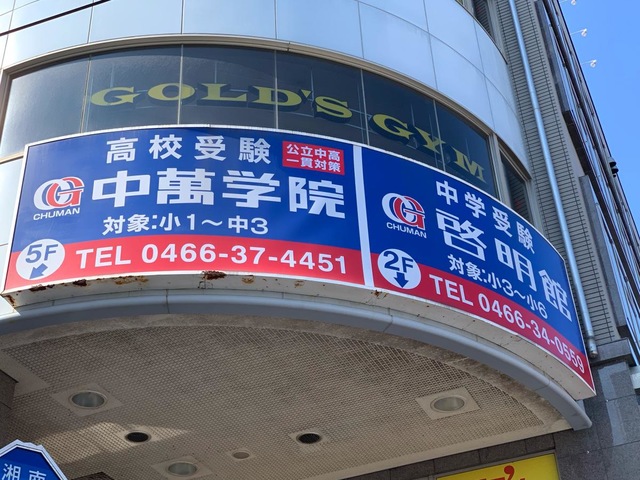 GOLD'S GYM
高校受験
公立中高
一貫対策
CHUMAN
中萬学院
対象:小1〜中3
5F
TEL 0466-37-4451
中学受験
CHUMAN
啓明館
対象:小3〜小6
2F
TEL 0466-34-0559
湘南